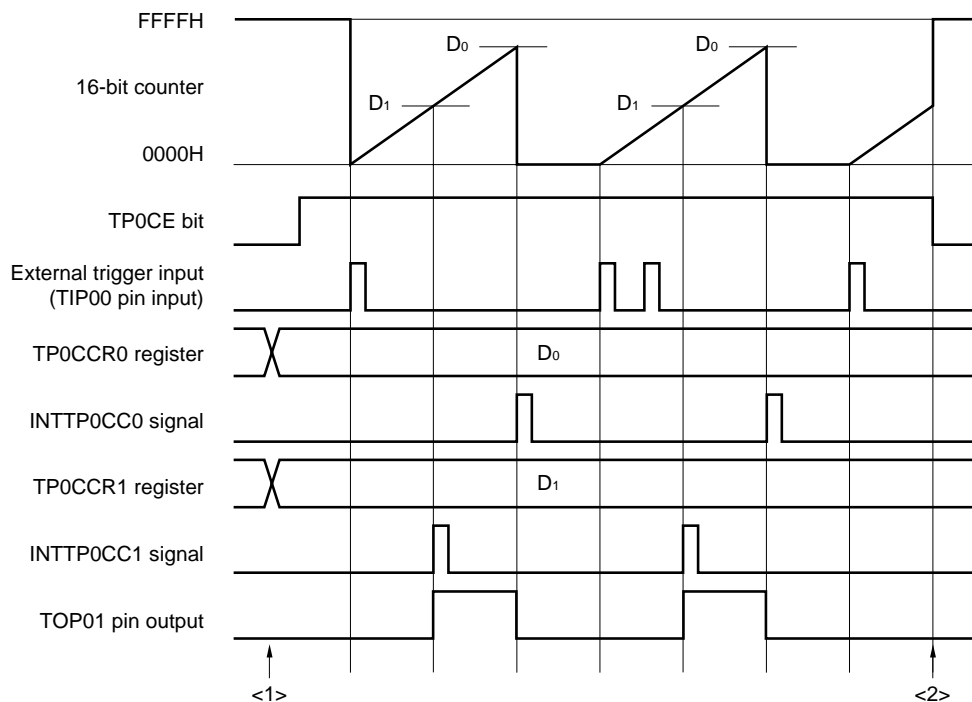 FFFFH
D0
D0
16-bit counter
D1
D1
0000H
TP0CE bit
External trigger input
(TIP00 pin input)
TP0CCR0 register
D0
INTTP0CC0 signal
TP0CCR1 register
D1
INTTP0CC1 signal
TOP01 pin output
<1>
<2>